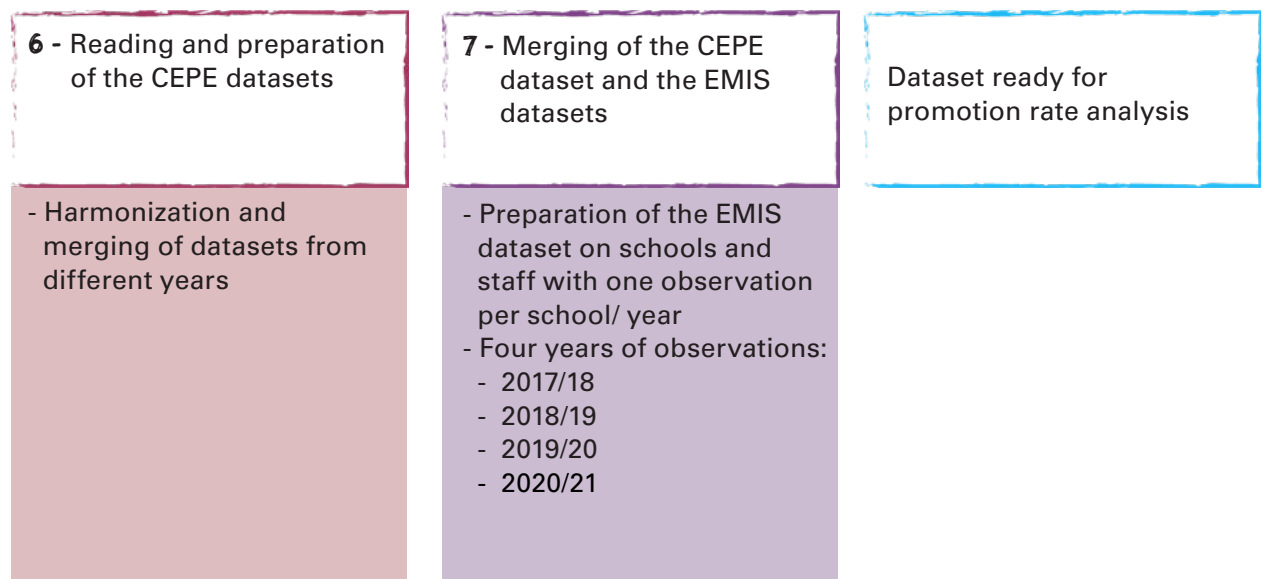 6 - Reading and preparation
of the CEPE datasets
- Harmonization and
merging of datasets from
different years
7 - Merging of the CEPE
dataset and the EMIS
datasets
- Preparation of the EMIS
dataset on schools and
staff with one observation
per school/ year
- Four years of observations:
- 2017/18
- 2018/19
- 2019/20
- 2020/21
Dataset ready for
promotion rate analysis